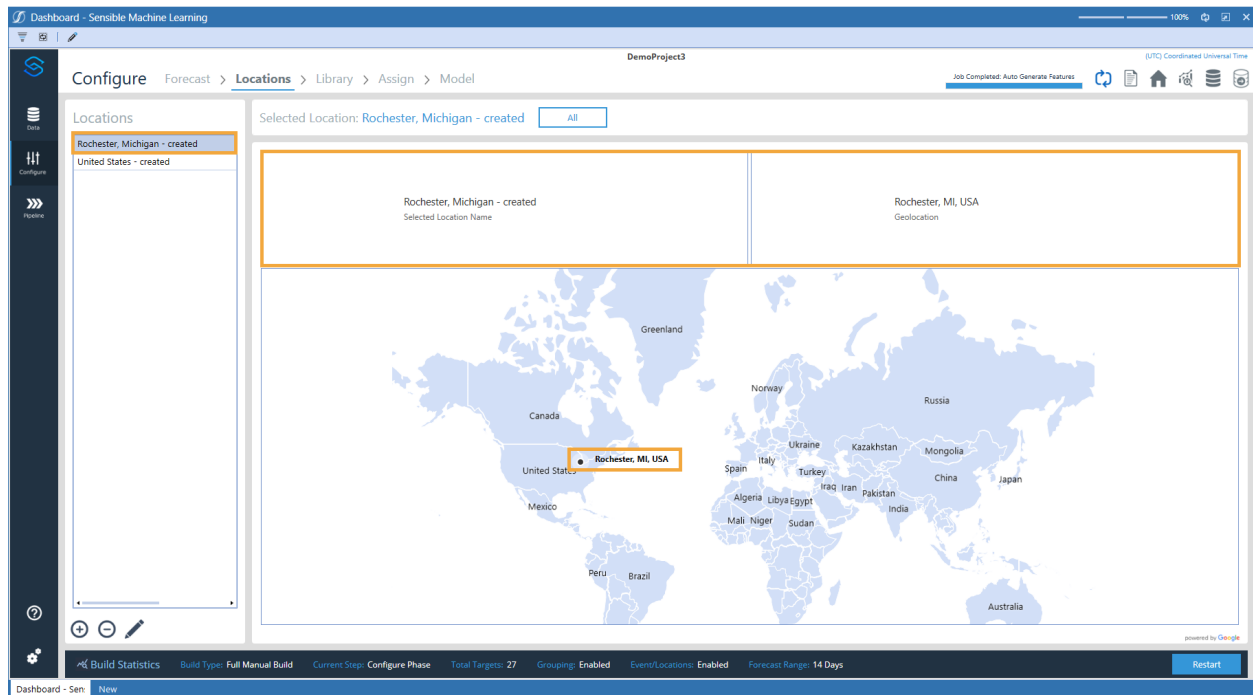 Dashboard - Sensible Machine Learning
100%
DemoProject3
(UTC) Coordinated Universal Time
Configure Forecast > Locations > Library > Assign > Model
Job Completed: Auto Generate Features
Data
Configure
Pipeline
Locations
Rochester, Michigan - created
United States - created
Selected Location: Rochester, Michigan - created
All
Rochester, Michigan - created
Selected Location Name
Rochester, MI, USA
Geolocation
Greenland
Norway
Russia
Canada
Ukraine
Kazakhstan
Mongolia
Rochester, MI, USA
Italy
United States
Spain
Turkey
China
Japan
Iraq
Iran
Pakistan
Algeria
Libya
Egypt
India
Mexico
Mali
Niger
Sudan
Peru
Brazil
Australia
powered by Google
Build Statistics Build Type: Full Manual Build Current Step: Configure Phase Total Targets: 27 Grouping: Enabled Event/Locations: Enabled Forecast Range: 14 Days
Restart
Dashboard - Sen:
New